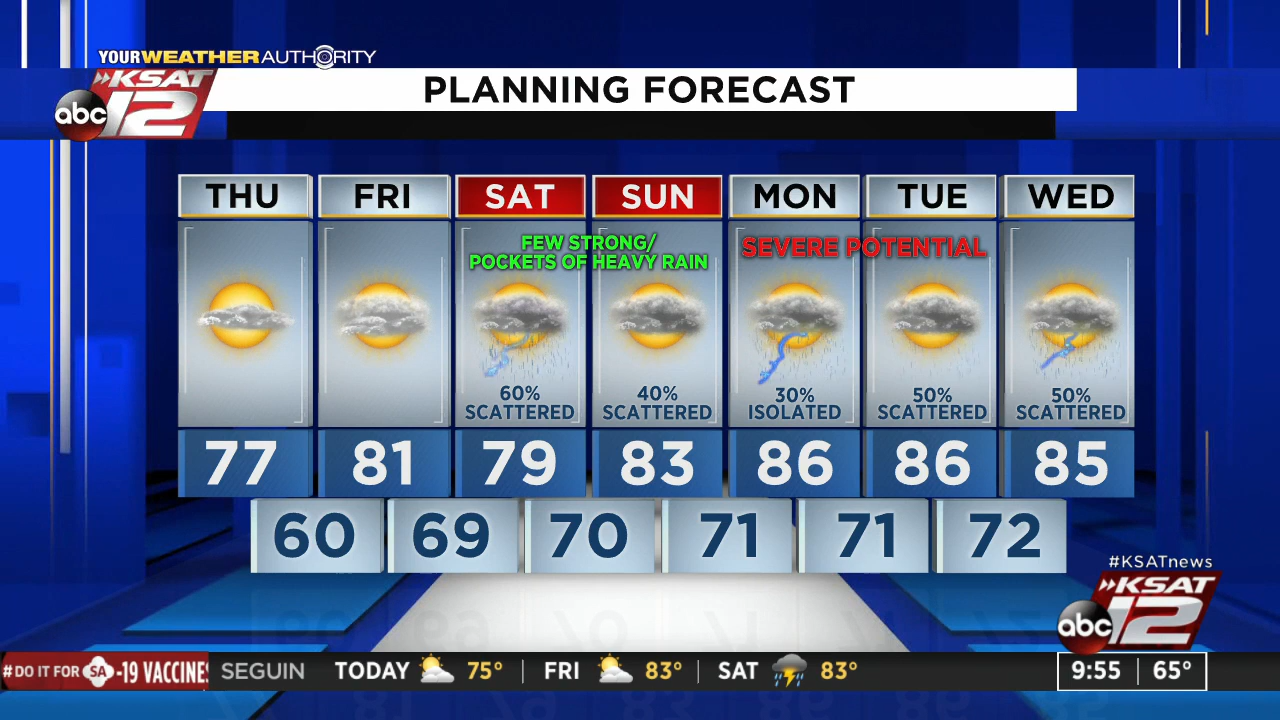 YOUR WEATHER AUTHORITY
KSAT
abc 12
PLANNING FORECAST
THU FRI SAT SUN MON TUE WED
FEW STRONG/
POCKETS OF HEAVY RAIN
SEVERE POTENTIAL
60% 40% 30% 50% 50%
SCATTERED SCATTERED ISOLATED SCATTERED SCATTERED
77 81 79 83 86 86 85
60 69 70 71 71 72
#KSATnews
KSAT
abc 12
#DO IT FOR SA -19 VACCINE SEGUIN TODAY 75° FRI 83° SAT 83° 9:55 65°